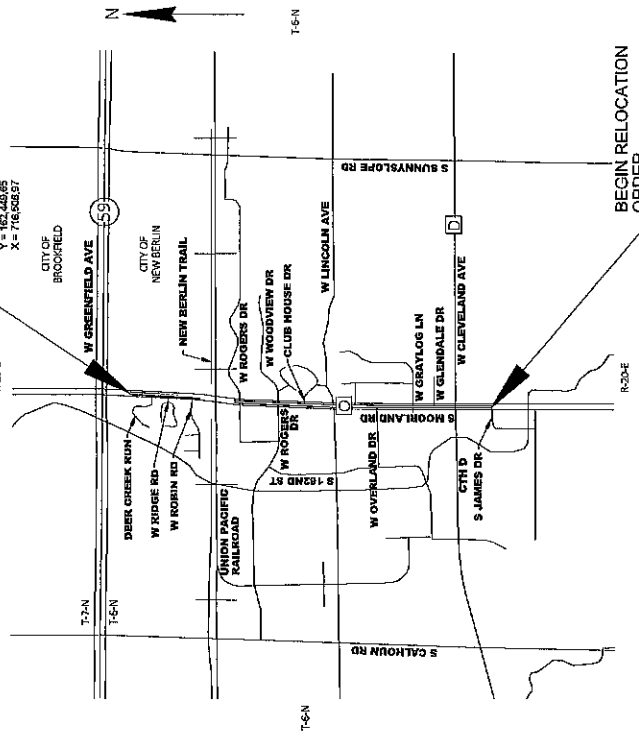 Y = 162,449.65
X =
N
T-6-N
CITY OF
BROOKFIELD
59
W GREENFIELD AVE
T-7-N
T-6-N
CITY OF
NEW BERLIN
NEW BERLIN TRAIL
DEER CREEK RUN
W RIDGE RD
W ROBIN RD
UNION PACIFIC
RAILROAD
W ROGERS DR
W WOODVIEW DR
CLUB HOUSE DR
W ROGERS
DR
S 162ND ST
W LINCOLN AVE
O
S SUNNYSLOPE RD
S MOORLAND RD
S CALHOUN RD
T-6-N
W OVERLAND DR
W GRAYLOG LN
W GLENDALE DR
W CLEVELAND AVE
D
CTH D
S JAMES DR
R-20-E
BEGIN RELOCATION
ORDER